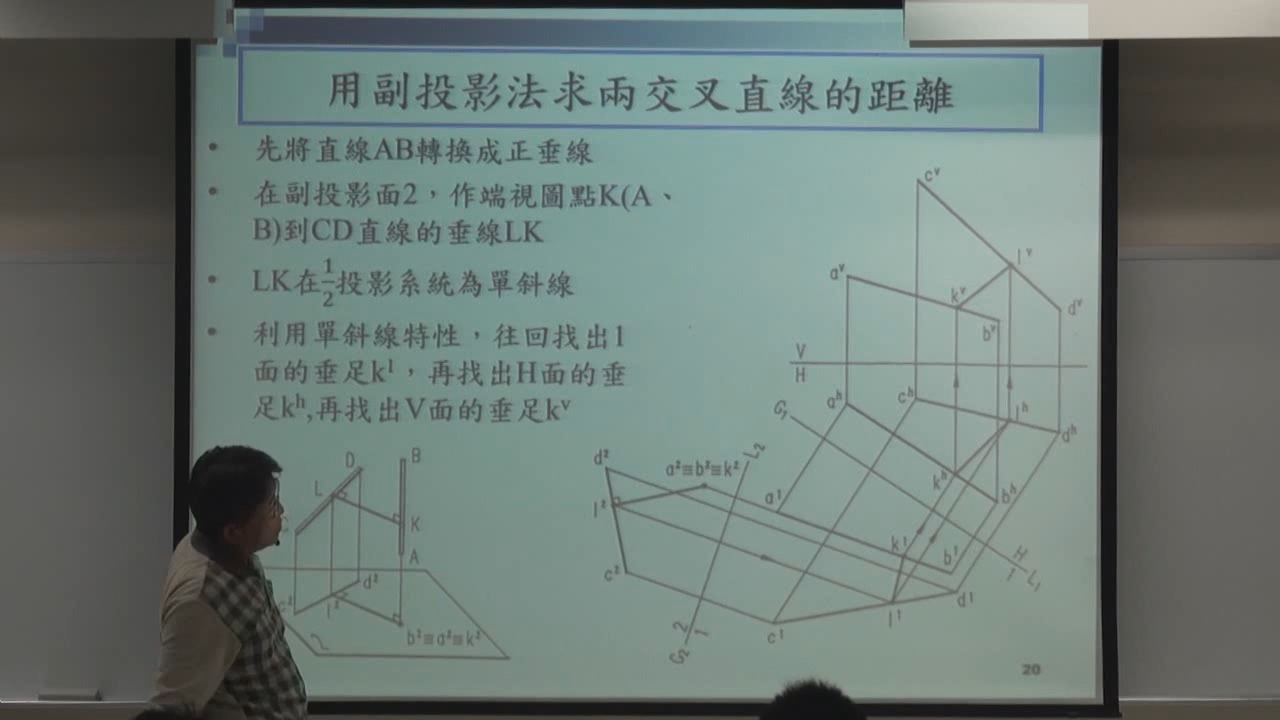 用副投影法求兩交叉直線的距離
• 先將直線AB轉換成正垂線
• 在副投影面2，作端視圖點K(A、
B)到CD直線的垂線LK
• LK在1/2投影系統為單斜線
• 利用單斜線特性，往回找出1
面的垂足k¹，再找出H面的垂
足kʰ,再找出V面的垂足kᵛ
cᵛ
lᵛ
aᵛ
kᵛ
dᵛ
bᵛ
V
H
aʰ
cʰ
G₁
lʰ
dʰ
kʰ
bʰ
d²
a²≡b²≡k²
L₂
a¹
l²
k¹
b¹
H
1
L₁
c²
d¹
l¹
c¹
2
1
G₂
D
B
L
K
A
d²
c²
l²
b²≡a²≡k²
2
20